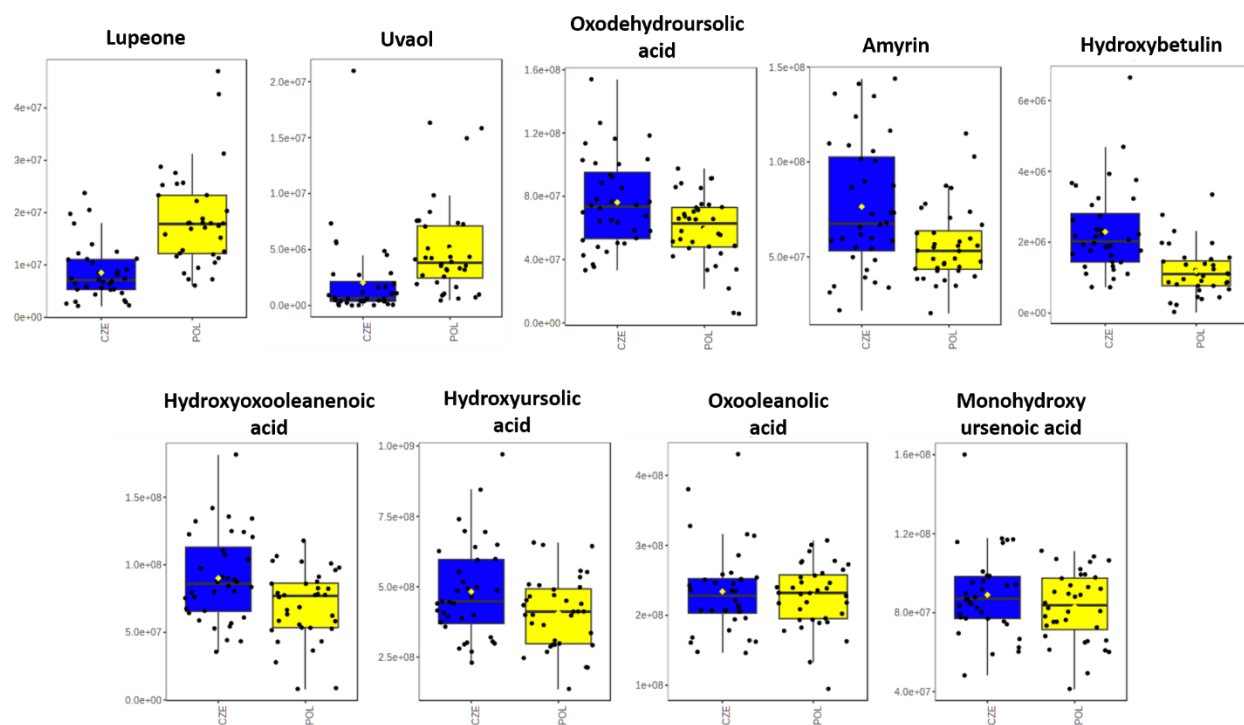 Lupeone
Uvaol
Oxodehydroursolic
acid
Amyrin
Hydroxybetulin
4e+07
3e+07
2e+07
1e+07
0e+00
CZE
POL
2.0e+07
1.5e+07
1.0e+07
5.0e+06
0.0e+00
CZE
POL
1.6e+08
1.2e+08
8.0e+07
4.0e+07
0.0e+00
CZE
POL
1.5e+08
1.0e+08
5.0e+07
CZE
POL
6e+06
4e+06
2e+06
0e+00
CZE
POL
Hydroxyoxooleanenoic
acid
Hydroxyursolic
acid
Oxooleanolic
acid
Monohydroxy
ursenoic acid
1.5e+08
1.0e+08
5.0e+07
0.0e+00
CZE
POL
1.0e+09
7.5e+08
5.0e+08
2.5e+08
CZE
POL
4e+08
3e+08
2e+08
1e+08
CZE
POL
1.6e+08
1.2e+08
8.0e+07
4.0e+07
CZE
POL